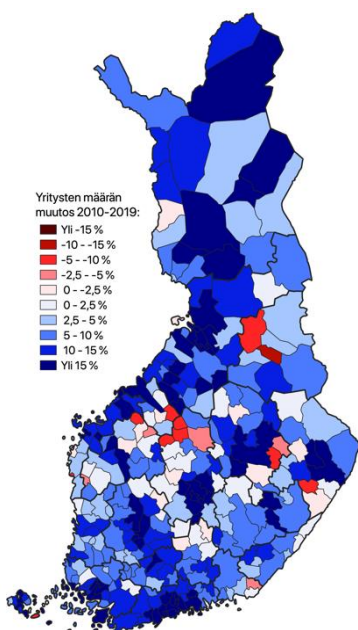 Yritysten määrän
muutos 2010-2019:
Yli -15 %
-10 - -15 %
-5 - -10 %
-2,5 - -5 %
0 - -2,5 %
0 - 2,5 %
2,5 - 5 %
5 - 10 %
10 - 15 %
Yli 15 %